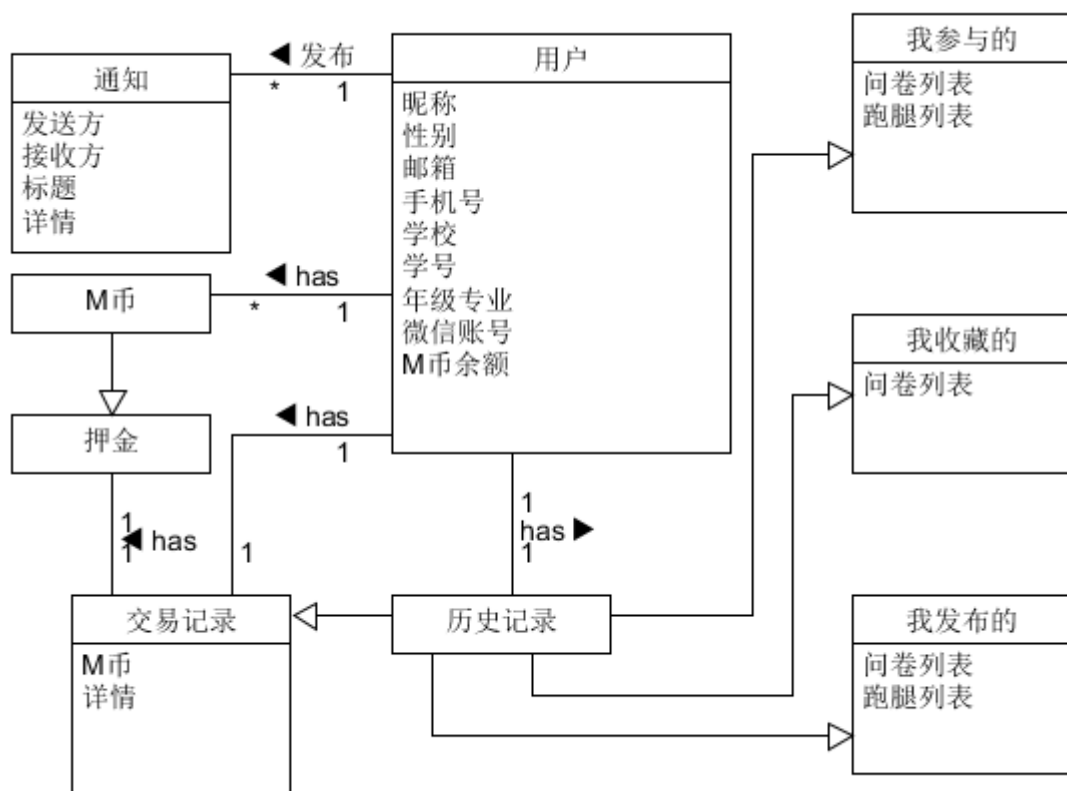 通知
发送方
接收方
标题
详情
◀ 发布
*
1
用户
昵称
性别
邮箱
手机号
学校
学号
年级专业
微信账号
M币余额
M币
◀ has
*
1
押金
◀ has
1
1
1
1
◀ has
交易记录
M币
详情
1
has ▶
1
历史记录
我参与的
问卷列表
跑腿列表
我收藏的
问卷列表
我发布的
问卷列表
跑腿列表